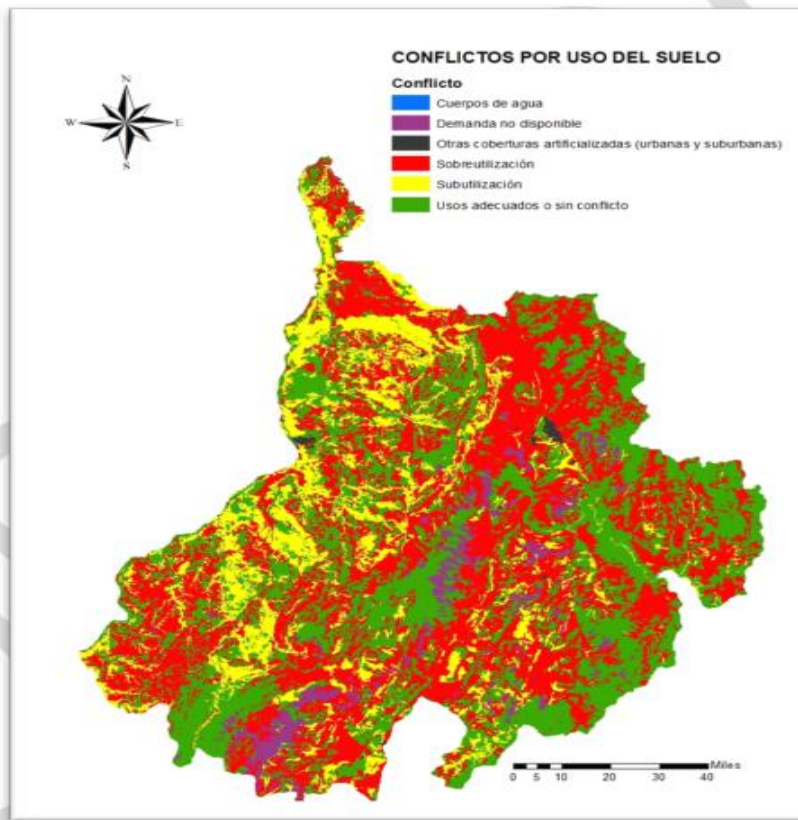 CONFLICTOS POR USO DEL SUELO
Conflicto
Cuerpos de agua
Demanda no disponible
Otras coberturas artificializadas (urbanas y suburbanas)
Sobreutilización
Subutilización
Usos adecuados o sin conflicto
N
W E
S
Miles
0 5 10 20 30 40